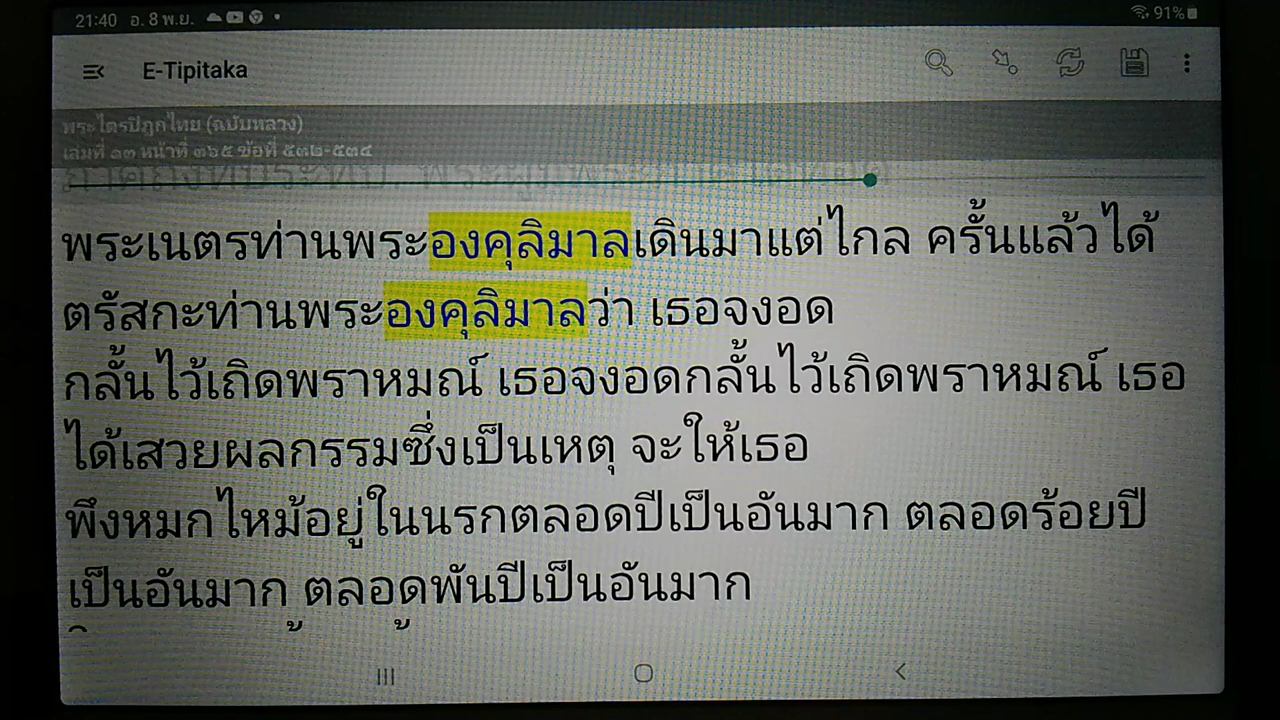 21:40 อ. 8 พ.ย.
91%
E-Tipitaka
พระไตรปิฎกไทย (ฉบับหลวง)
เล่มที่ ๑๓ หน้าที่ ๓๖๕ ข้อที่ ๕๓๒-๕๓๔
พระเนตรท่านพระองคุลิมาลเดินมาแต่ไกล ครั้นแล้วได้
ตรัสกะท่านพระองคุลิมาลว่า เธอจงอด
กลั้นไว้เถิดพราหมณ์ เธอจงอดกลั้นไว้เถิดพราหมณ์ เธอ
ได้เสวยผลกรรมซึ่งเป็นเหตุ จะให้เธอ
พึงหมกไหม้อยู่ในนรกตลอดปีเป็นอันมาก ตลอดร้อยปี
เป็นอันมาก ตลอดพันปีเป็นอันมาก